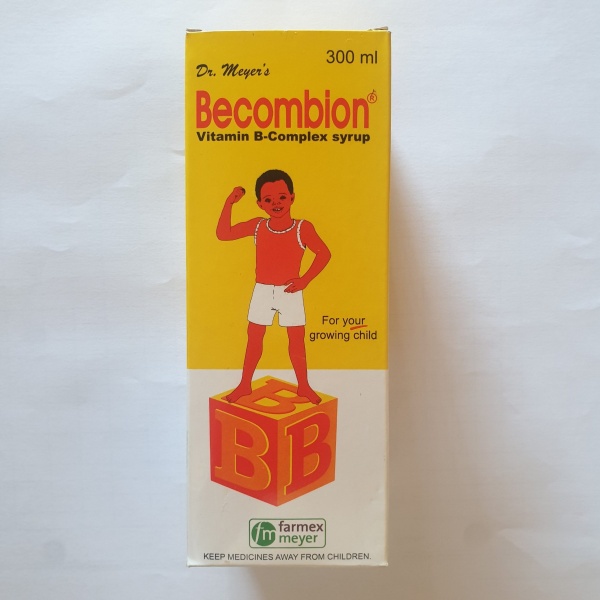 300 ml
Dr. Meyer's
Becombion®
Vitamin B-Complex syrup
For your
growing child
B
B B
fm farmex
meyer
KEEP MEDICINES AWAY FROM CHILDREN.